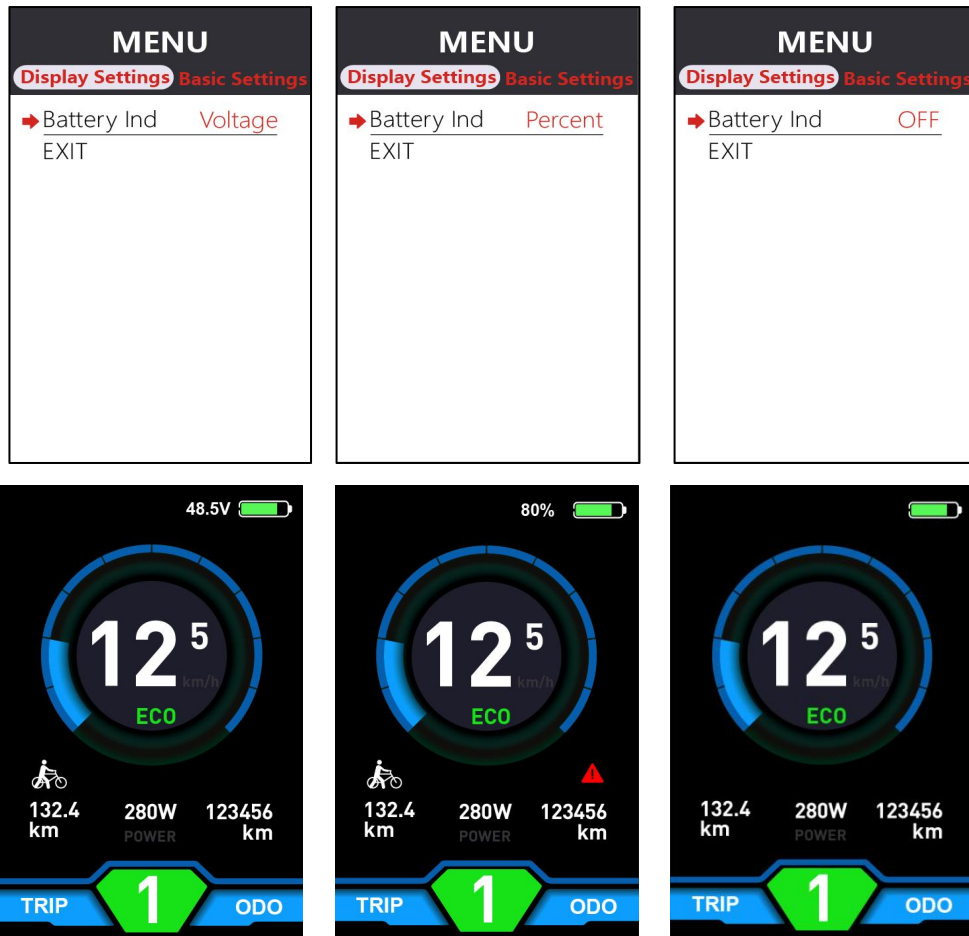 MENU
Display Settings Basic Settings
Battery Ind Voltage
EXIT
MENU
Display Settings Basic Settings
Battery Ind Percent
EXIT
MENU
Display Settings Basic Settings
Battery Ind OFF
EXIT
48.5V
12 5
km/h
ECO
132.4 280W 123456
km POWER km
TRIP 1 ODO
80%
12 5
km/h
ECO
132.4 280W 123456
km POWER km
TRIP 1 ODO
12 5
km/h
ECO
132.4 280W 123456
km POWER km
TRIP 1 ODO